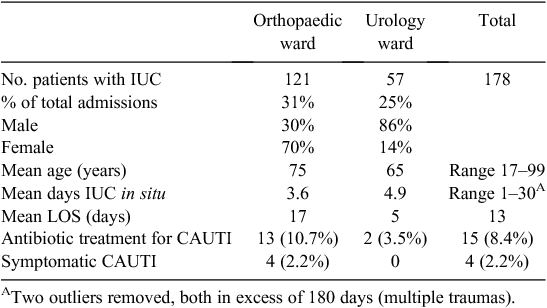 Orthopaedic ward Urology ward Total
No. patients with IUC 121 57 178
% of total admissions 31% 25%
Male 30% 86%
Female 70% 14%
Mean age (years) 75 65 Range 17–99
Mean days IUC in situ 3.6 4.9 Range 1–30A
Mean LOS (days) 17 5 13
Antibiotic treatment for CAUTI 13 (10.7%) 2 (3.5%) 15 (8.4%)
Symptomatic CAUTI 4 (2.2%) 0 4 (2.2%)
ATwo outliers removed, both in excess of 180 days (multiple traumas).